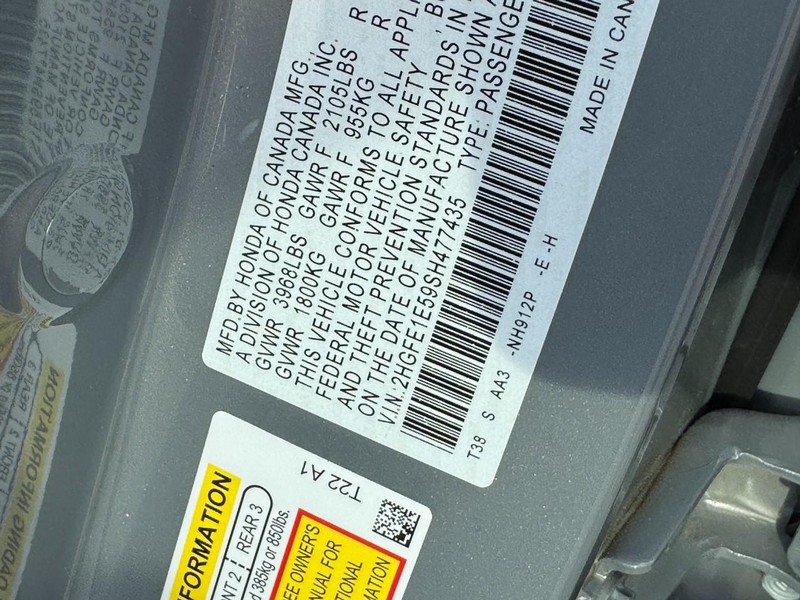 MFD. BY HONDA OF CANADA MFG.,
A DIVISION OF HONDA CANADA INC.
GVWR 3968LBS GAWR F 2105LBS R
GVWR 1800KG GAWR F 955KG R
THIS VEHICLE CONFORMS TO ALL APPLI
FEDERAL MOTOR VEHICLE SAFETY
AND THEFT PREVENTION STANDARDS
ON THE DATE OF MANUFACTURE SHOWN
V.I.N.:2HGFE1E59SH477435 TYPE: PASSENGE
T38 S AA3 -NH912P -E -H
MADE IN CAN
T22 A1
FORMATION
NT 2 REAR 3
d 385kg or 850lbs.
EE OWNER'S
NUAL FOR
TIONAL
MATION